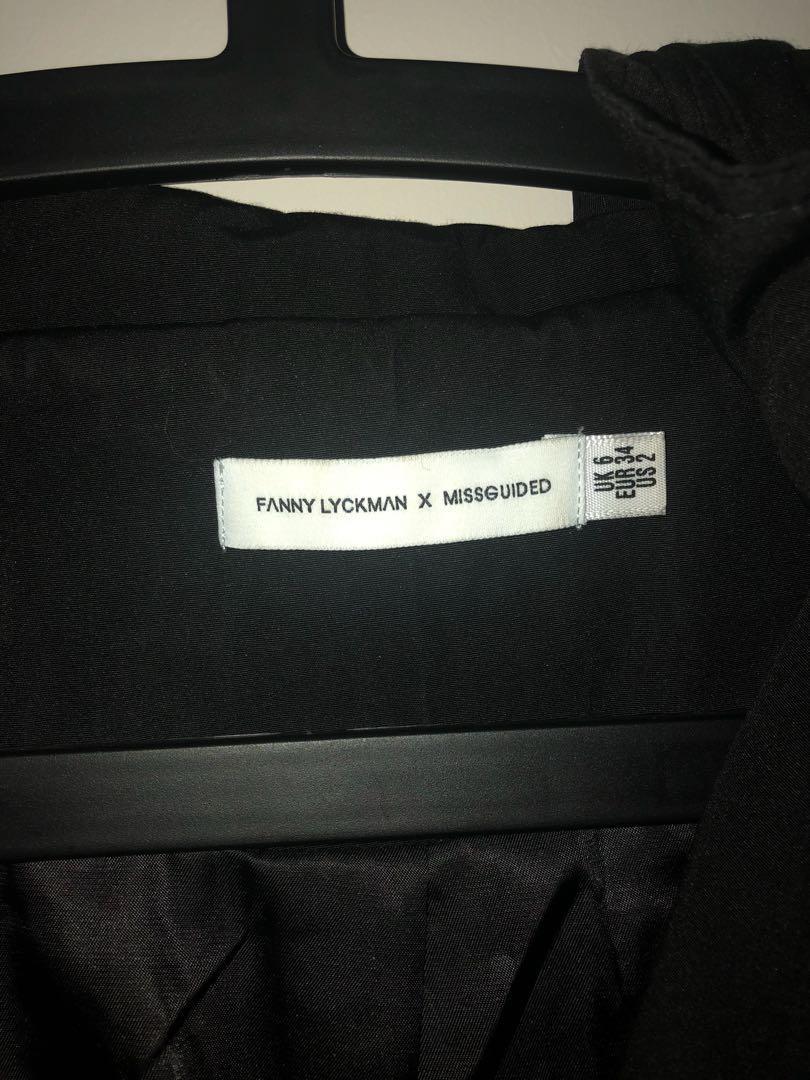 FANNY LYCKMAN X MISSGUIDED
UK 6
EUR 34
US 2